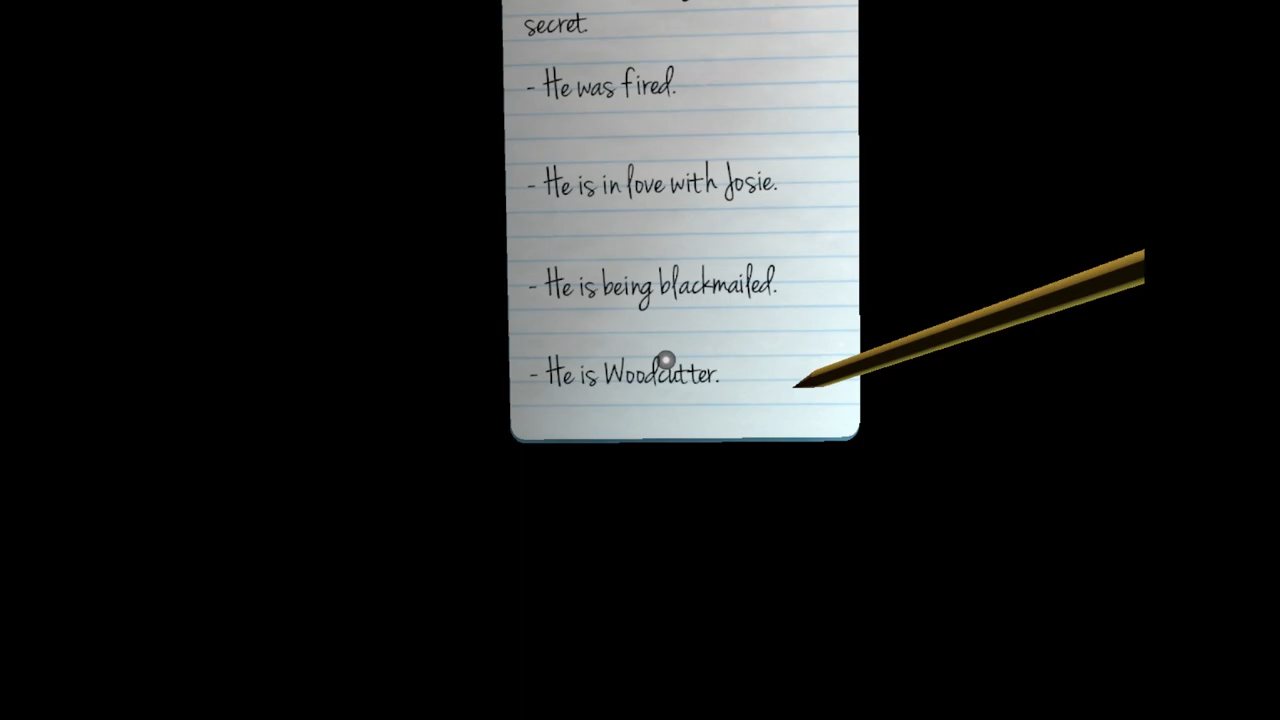 secret.
- He was fired.
- He is in love with Josie.
- He is being blackmailed.
- He is Woodcutter.